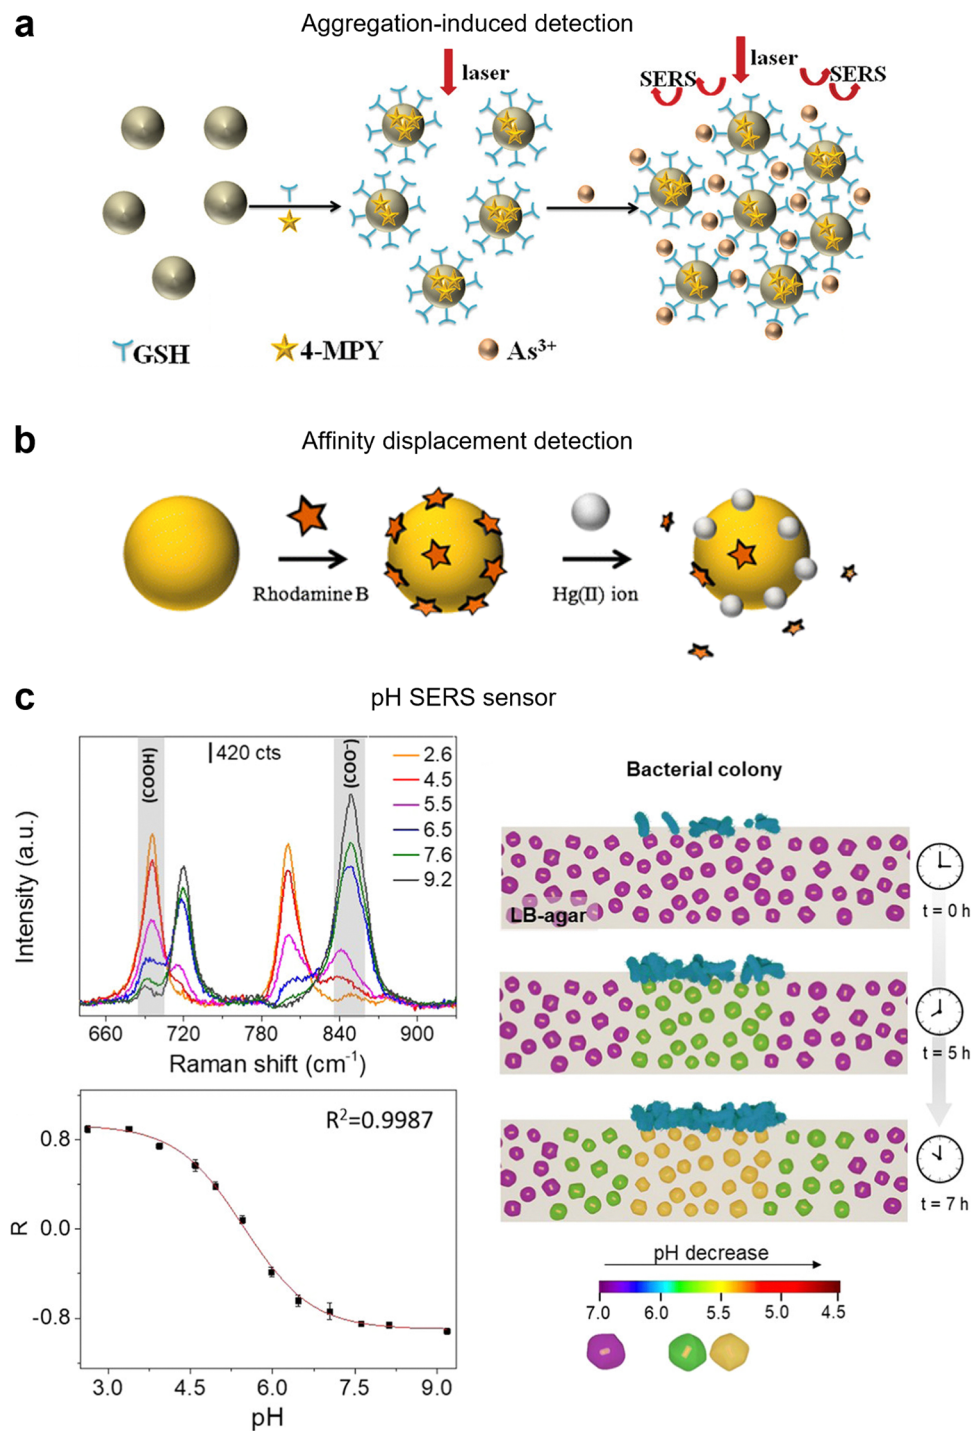 a
Aggregation-induced detection
laser
SERS
laser
SERS
GSH
4-MPY
As³⁺
b
Affinity displacement detection
Rhodamine B
Hg(II) ion
c
pH SERS sensor
(COOH)
420 cts
(COO⁻)
2.6
4.5
5.5
6.5
7.6
9.2
Intensity (a.u.)
660 720 780 840 900
Raman shift (cm⁻¹)
R²=0.9987
0.8
0.0
-0.8
R
3.0 4.5 6.0 7.5 9.0
pH
Bacterial colony
LB-agar
t = 0 h
t = 5 h
t = 7 h
pH decrease
7.0 6.0 5.5 5.0 4.5